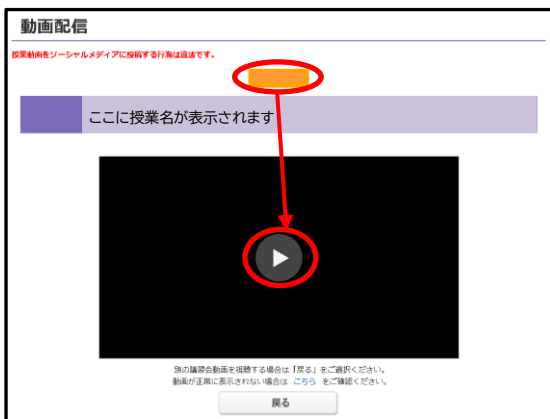 動画配信
授業動画をソーシャルメディアに投稿する行為は違法です。
ここに授業名が表示されます
別の講習会動画を視聴する場合は「戻る」をご選択ください。
動画が正常に表示されない場合は こちら をご確認ください。
戻る